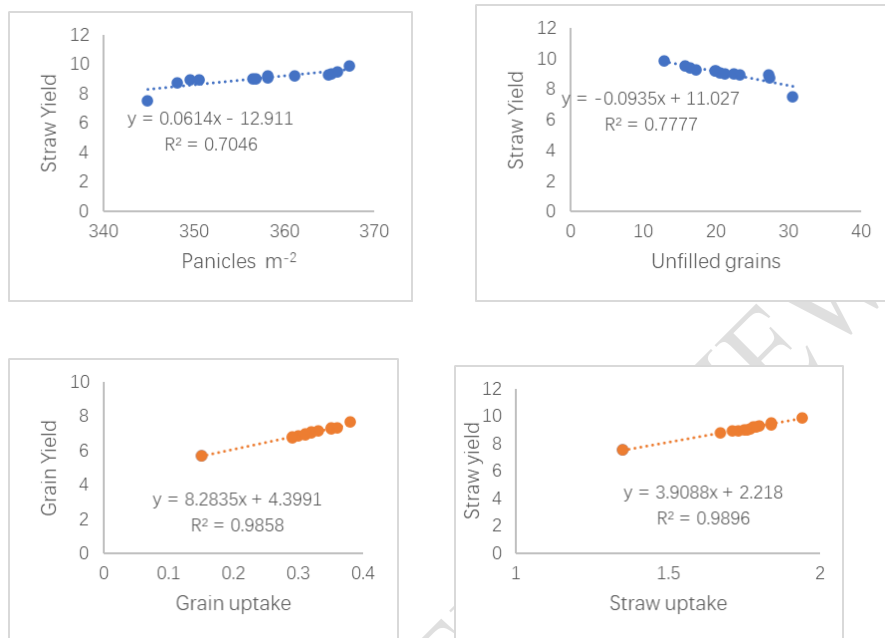 12
10
8
6
4
2
0
Straw Yield
y = 0.0614x - 12.911
R² = 0.7046
340 350 360 370
Panicles m-2
12
10
8
6
4
2
0
Straw Yield
y = -0.0935x + 11.027
R² = 0.7777
0 10 20 30 40
Unfilled grains
10
8
6
4
2
0
Grain Yield
y = 8.2835x + 4.3991
R² = 0.9858
0 0.1 0.2 0.3 0.4
Grain uptake
12
10
8
6
4
2
0
Straw yield
y = 3.9088x + 2.218
R² = 0.9896
1 1.5 2
Straw uptake